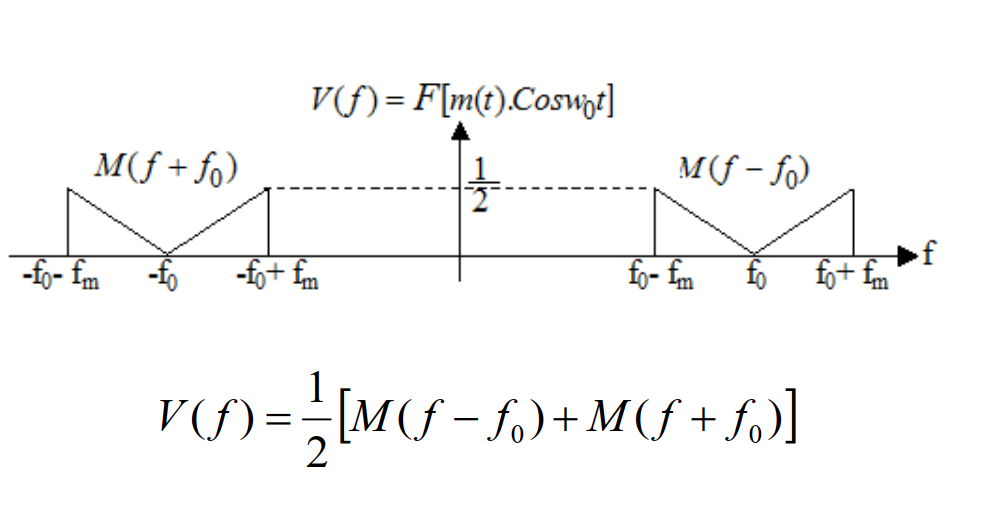 V(f) = F[m(t).Cosw₀t]
M(f + f₀)
1
2
M(f − f₀)
-f₀- fₘ
-f₀
-f₀+ fₘ
f₀- fₘ
f₀
f₀+ fₘ
f
V(f) = 1/2 [M(f − f₀) + M(f + f₀)]